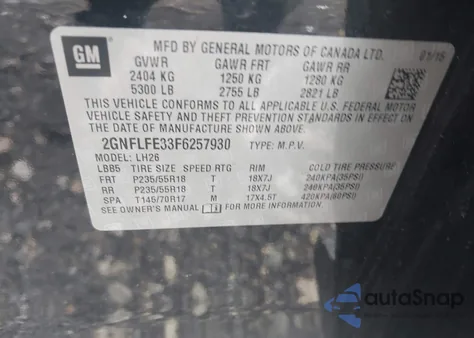 GM MFD BY GENERAL MOTORS OF CANADA LTD. 01/15
GVWR GAWR FRT GAWR RR
2404 KG 1250 KG 1280 KG
5300 LB 2755 LB 2821 LB
THIS VEHICLE CONFORMS TO ALL APPLICABLE U.S. FEDERAL MOTOR
VEHICLE SAFETY AND THEFT PREVENTION STANDARDS IN EFFECT ON
THE DATE OF MANUFACTURE SHOWN ABOVE.
2GNFLFE33F6257930 TYPE: M.P.V.
MODEL: LH26
LBB5 TIRE SIZE SPEED RTG RIM COLD TIRE PRESSURE
FRT P235/55R18 T 18X7J 240KPA(35PSI)
RR P235/55R18 T 18X7J 240KPA(35PSI)
SPA T145/70R17 M 17X4.5T 420KPA(60PSI)
SEE OWNER'S MANUAL FOR MORE INFORMATION.
autoSnap